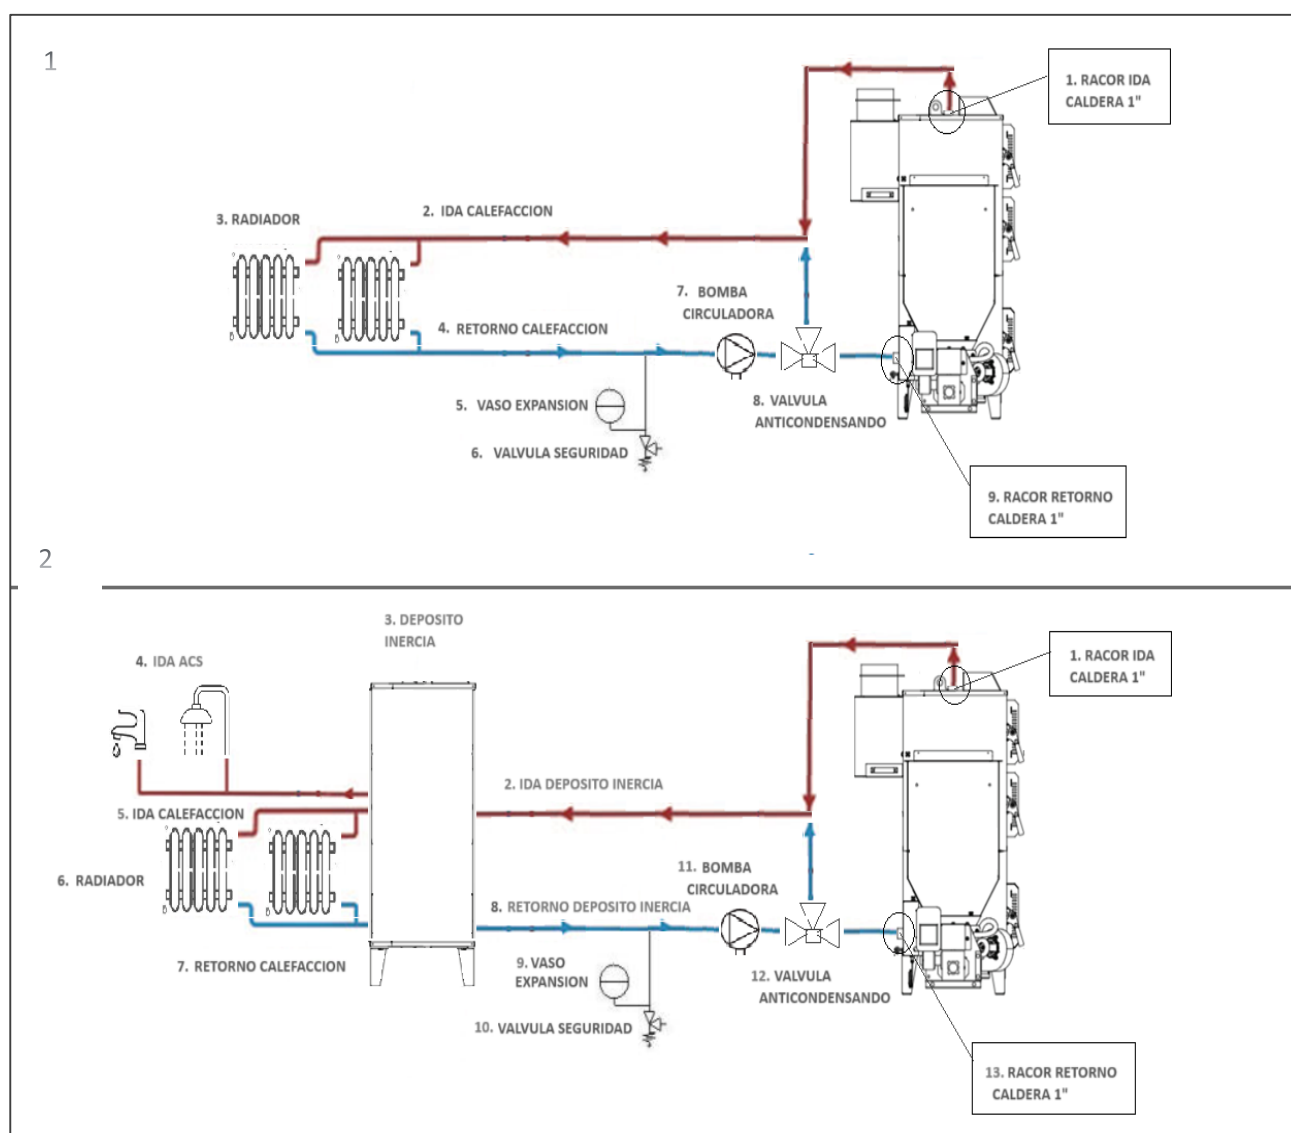 1
1. RACOR IDA
CALDERA 1"
2. IDA CALEFACCION
3. RADIADOR
7. BOMBA
CIRCULADORA
4. RETORNO CALEFACCION
5. VASO EXPANSION
8. VALVULA
ANTICONDENSANDO
6. VALVULA SEGURIDAD
9. RACOR RETORNO
CALDERA 1"
2
3. DEPOSITO
INERCIA
1. RACOR IDA
CALDERA 1"
4. IDA ACS
2. IDA DEPOSITO INERCIA
5. IDA CALEFACCION
11. BOMBA
CIRCULADORA
6. RADIADOR
8. RETORNO DEPOSITO INERCIA
7. RETORNO CALEFACCION
9. VASO
EXPANSION
12. VALVULA
ANTICONDENSANDO
10. VALVULA SEGURIDAD
13. RACOR RETORNO
CALDERA 1"